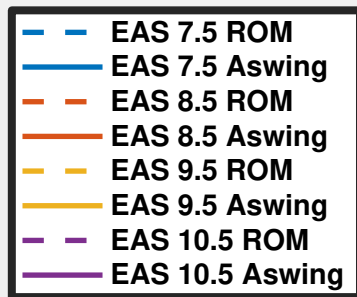 EAS 7.5 ROM
EAS 7.5 Aswing
EAS 8.5 ROM
EAS 8.5 Aswing
EAS 9.5 ROM
EAS 9.5 Aswing
EAS 10.5 ROM
EAS 10.5 Aswing